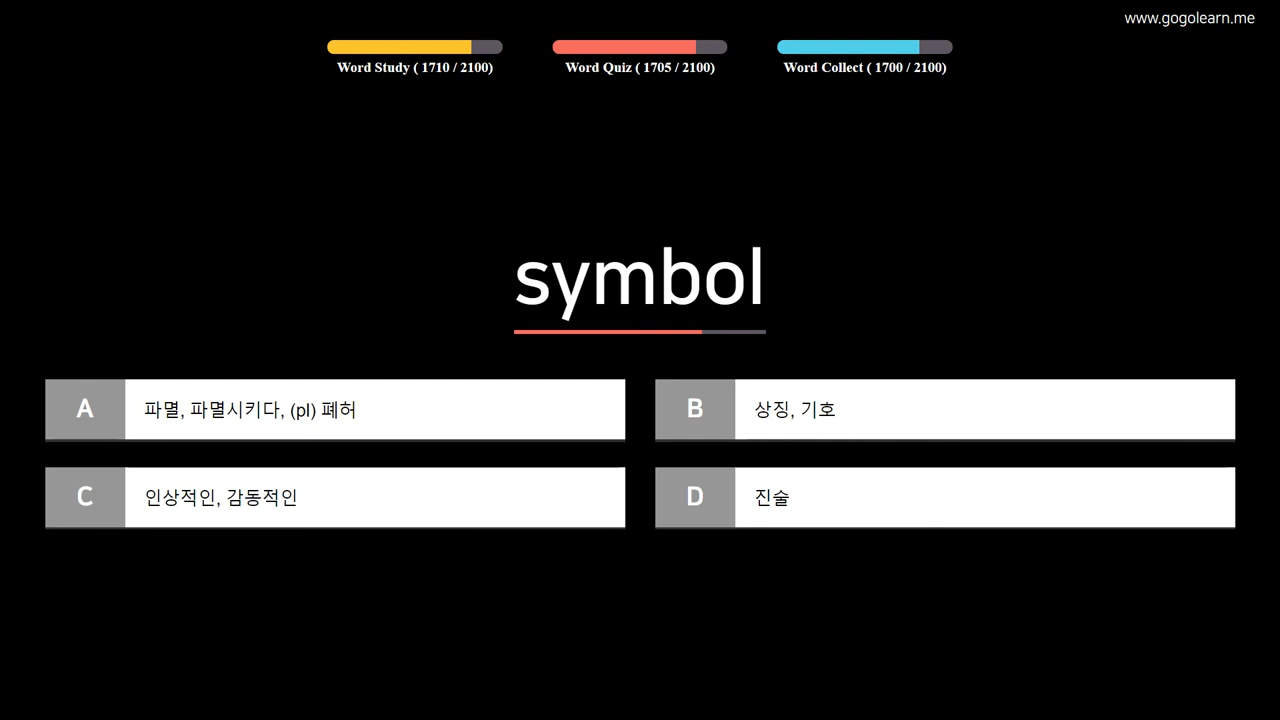 www.gogolearn.me
Word Study ( 1710 / 2100)
Word Quiz ( 1705 / 2100)
Word Collect ( 1700 / 2100)
symbol
A 파멸, 파멸시키다, (pl) 폐허
B 상징, 기호
C 인상적인, 감동적인
D 진술